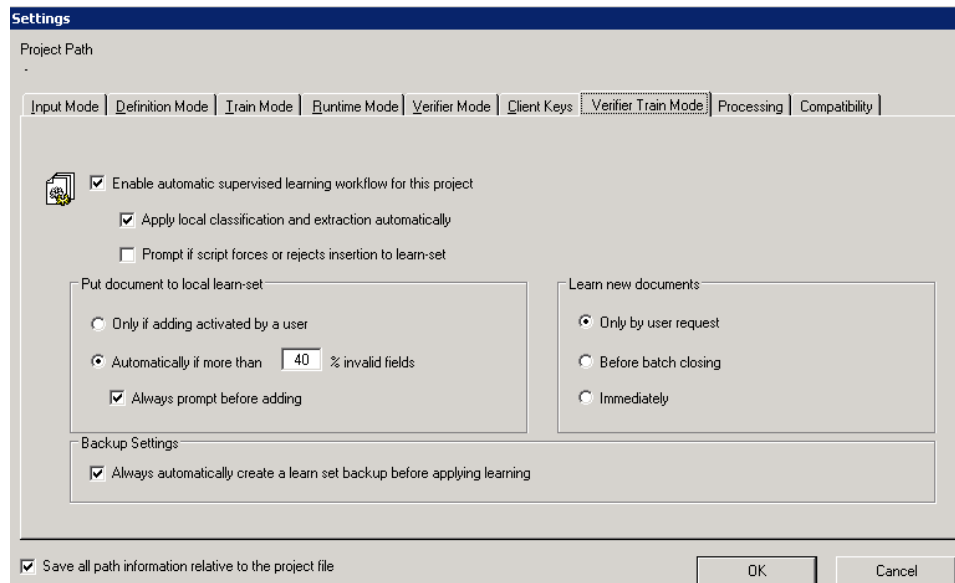 Settings
Project Path
-
Input Mode Definition Mode Train Mode Runtime Mode Verifier Mode Client Keys Verifier Train Mode Processing Compatibility
Enable automatic supervised learning workflow for this project
Apply local classification and extraction automatically
Prompt if script forces or rejects insertion to learn-set
Put document to local learn-set
Only if adding activated by a user
Automatically if more than 40 % invalid fields
Always prompt before adding
Learn new documents
Only by user request
Before batch closing
Immediately
Backup Settings
Always automatically create a learn set backup before applying learning
Save all path information relative to the project file
OK Cancel